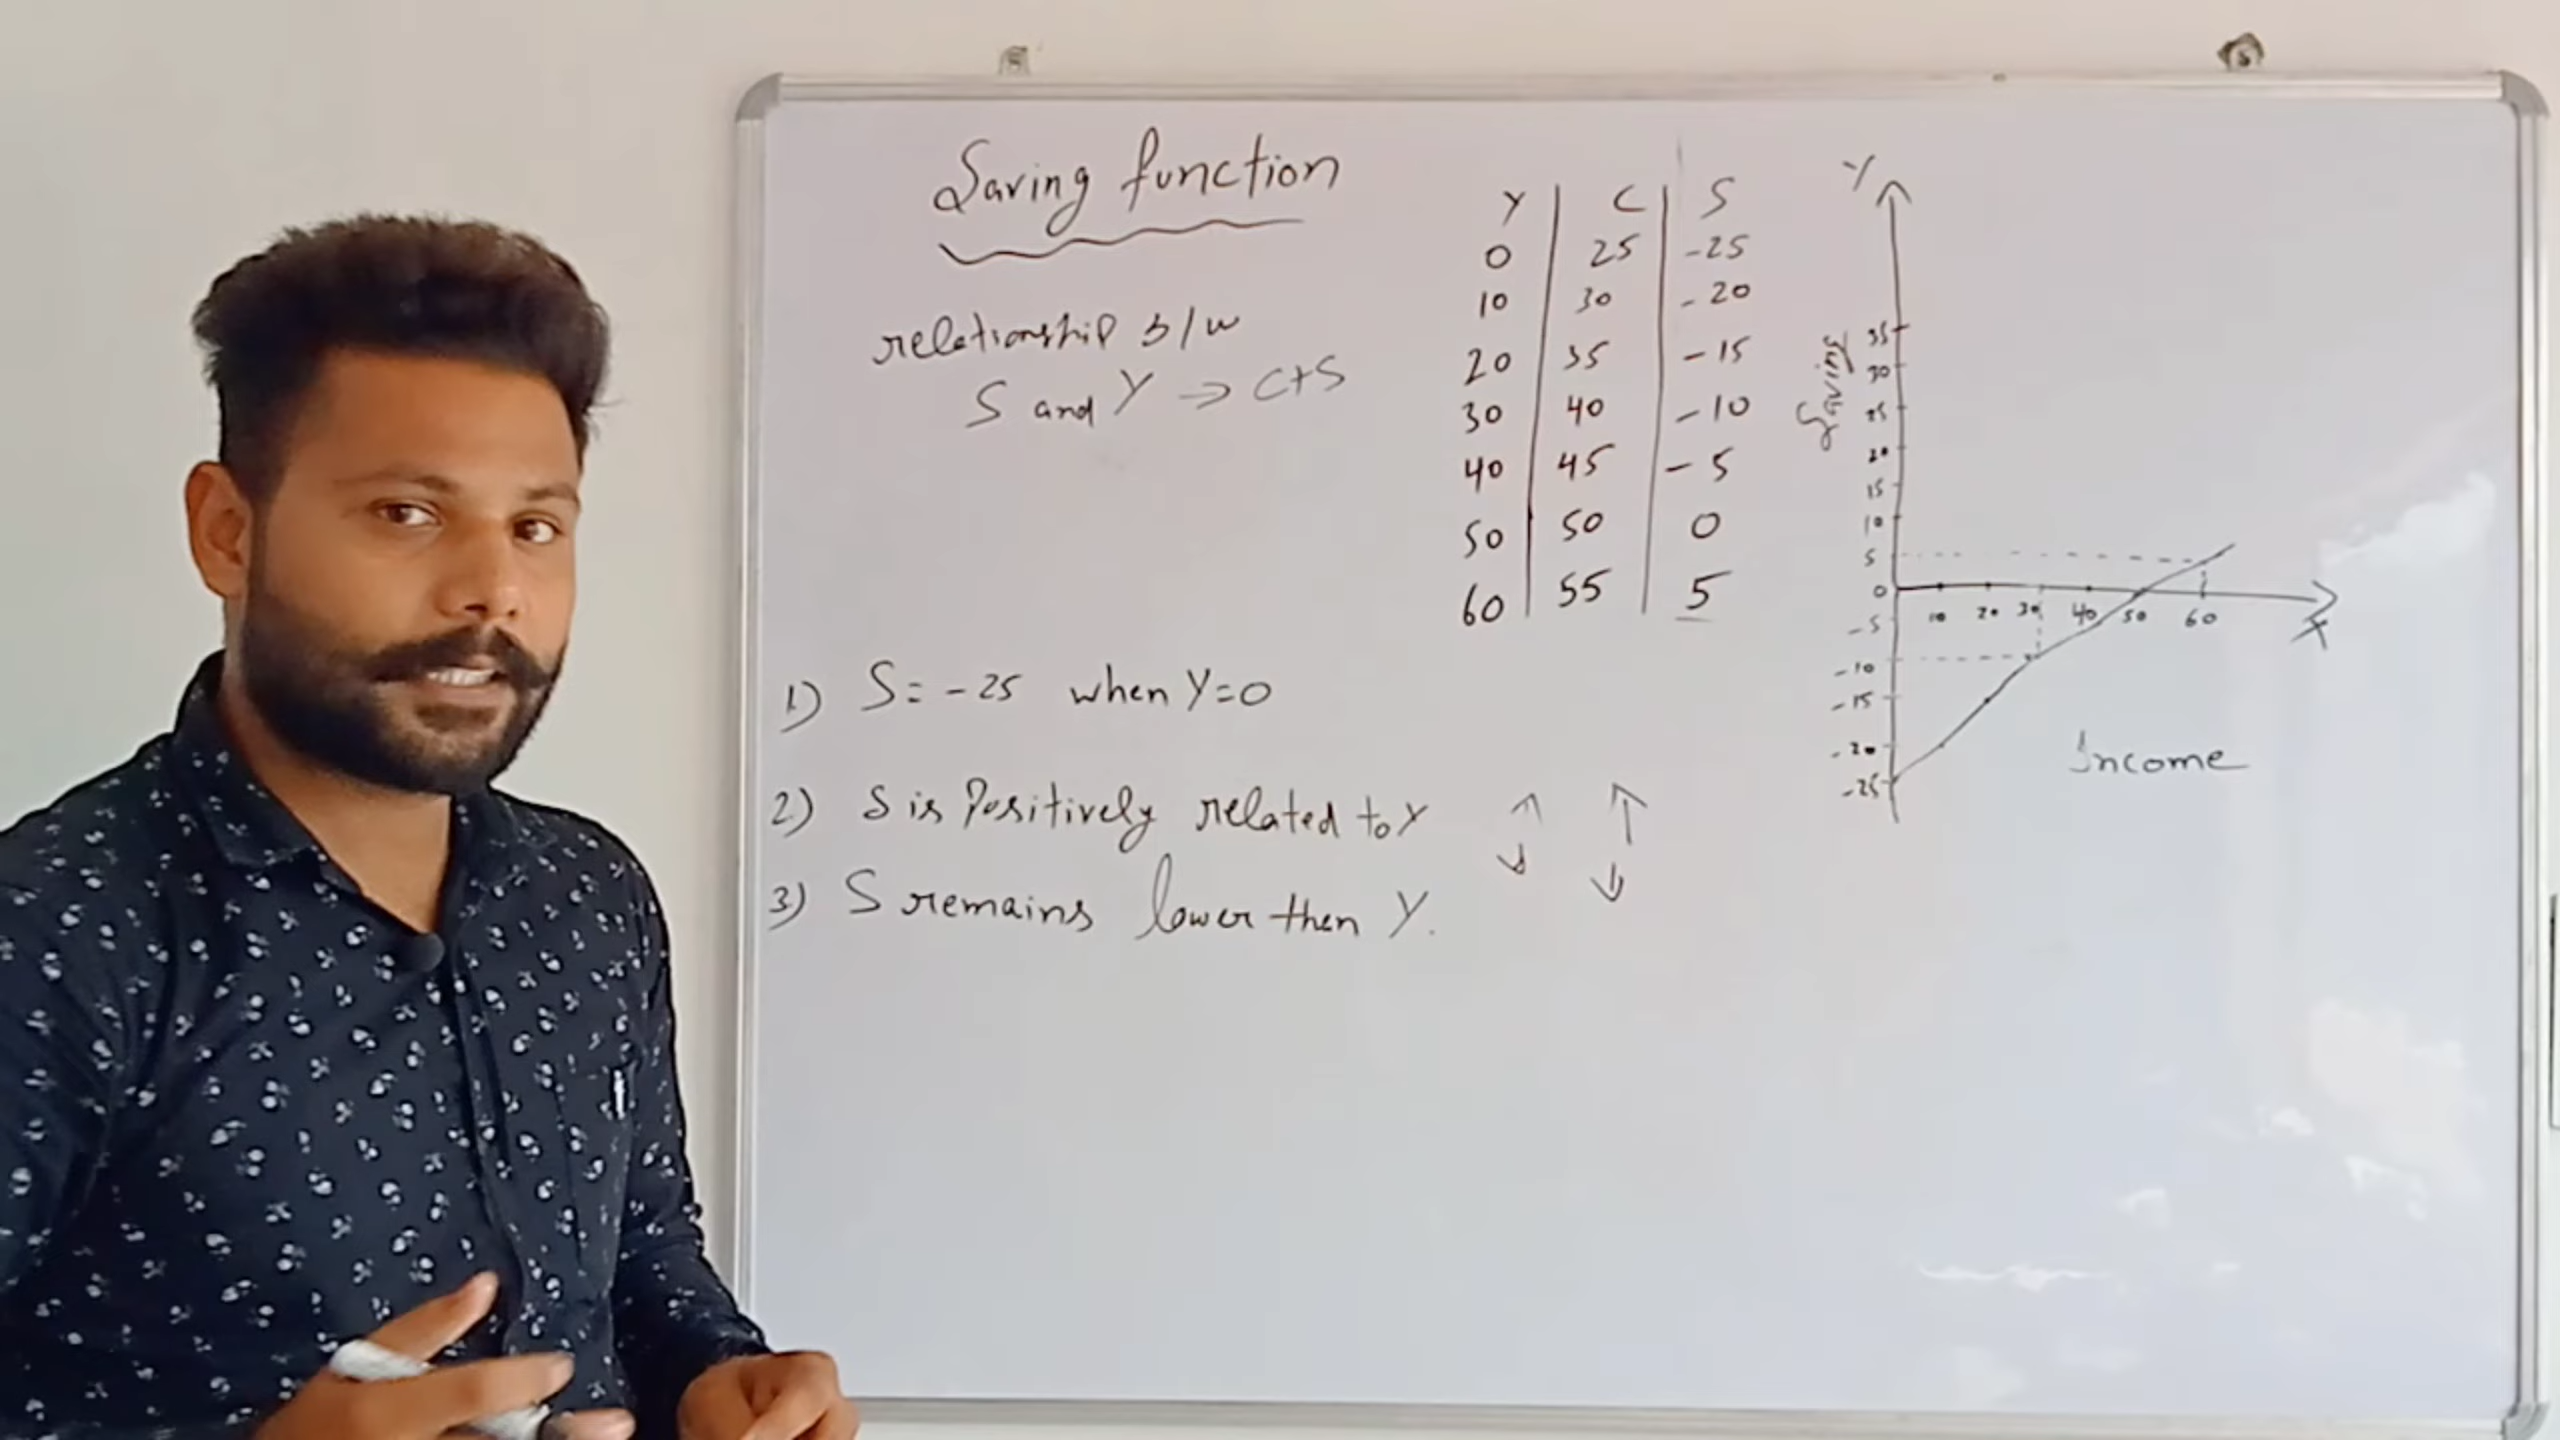 Saving function
relationship b/w
S and Y → C+S
Y | C | S
0 | 25 | -25
10 | 30 | -20
20 | 35 | -15
30 | 40 | -10
40 | 45 | -5
50 | 50 | 0
60 | 55 | 5
1) S = -25 when Y=0
2) S is Positively related to Y ↑ ↑
↓ ↓
3) S remains lower then Y.
Y
Saving
35
30
25
20
15
10
5
0
-5
-10
-15
-20
-25
10 20 30 40 50 60
X
Income